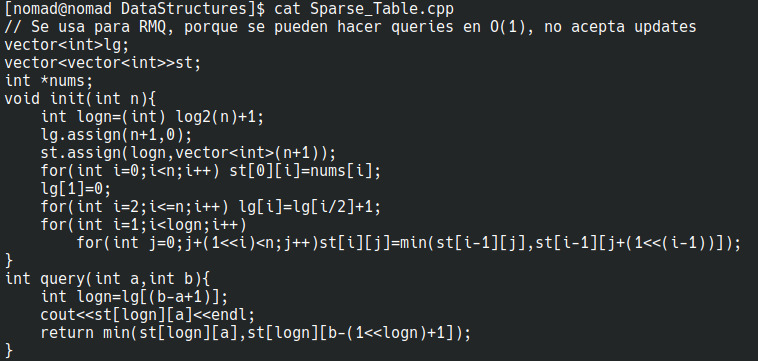 [nomad@nomad DataStructures]$ cat Sparse_Table.cpp
// Se usa para RMQ, porque se pueden hacer queries en O(1), no acepta updates
vector<int>lg;
vector<vector<int>>st;
int *nums;
void init(int n){
    int logn=(int) log2(n)+1;
    lg.assign(n+1,0);
    st.assign(logn,vector<int>(n+1));
    for(int i=0;i<n;i++) st[0][i]=nums[i];
    lg[1]=0;
    for(int i=2;i<=n;i++) lg[i]=lg[i/2]+1;
    for(int i=1;i<logn;i++)
        for(int j=0;j+(1<<i)<n;j++)st[i][j]=min(st[i-1][j],st[i-1][j+(1<<(i-1))]);
}
int query(int a,int b){
    int logn=lg[(b-a+1)];
    cout<<st[logn][a]<<endl;
    return min(st[logn][a],st[logn][b-(1<<logn)+1]);
}